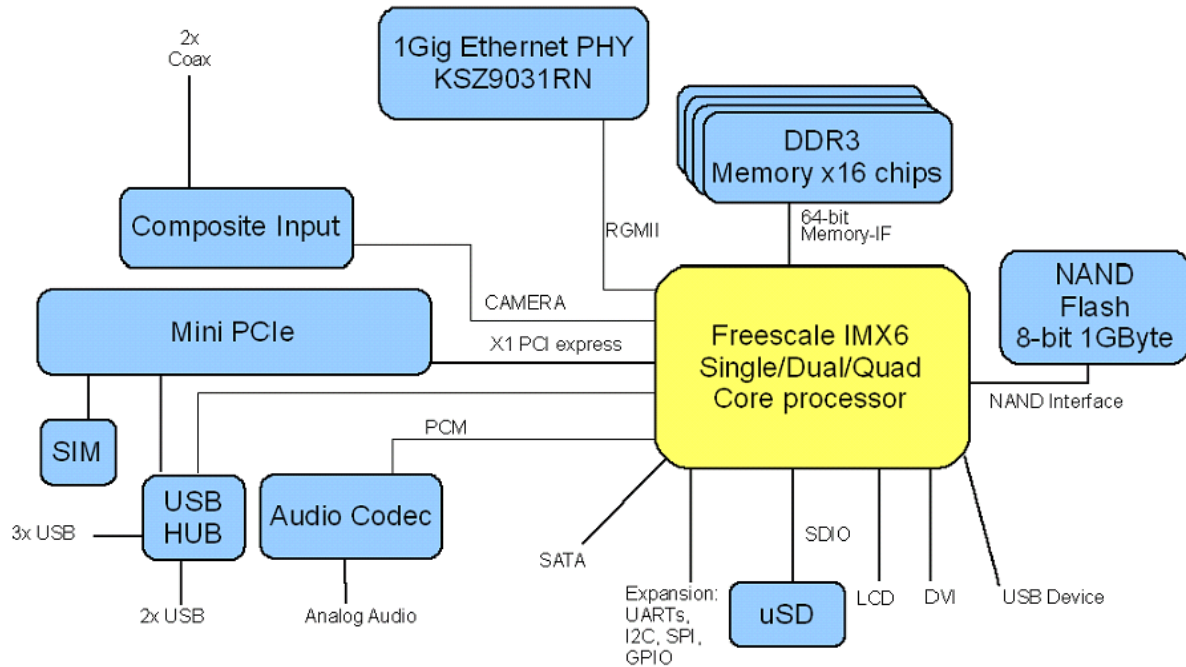 2x
Coax
1Gig Ethernet PHY
KSZ9031RN
DDR3
Memory x16 chips
Composite Input
RGMII
64-bit
Memory-IF
NAND
Flash
8-bit 1GByte
CAMERA
Mini PCIe
X1 PCI express
Freescale IMX6
Single/Dual/Quad
Core processor
NAND Interface
SIM
PCM
USB
HUB
Audio Codec
3x USB
SATA
SDIO
2x USB
Analog Audio
Expansion:
UARTs,
I2C, SPI,
GPIO
uSD
LCD
DVI
USB Device